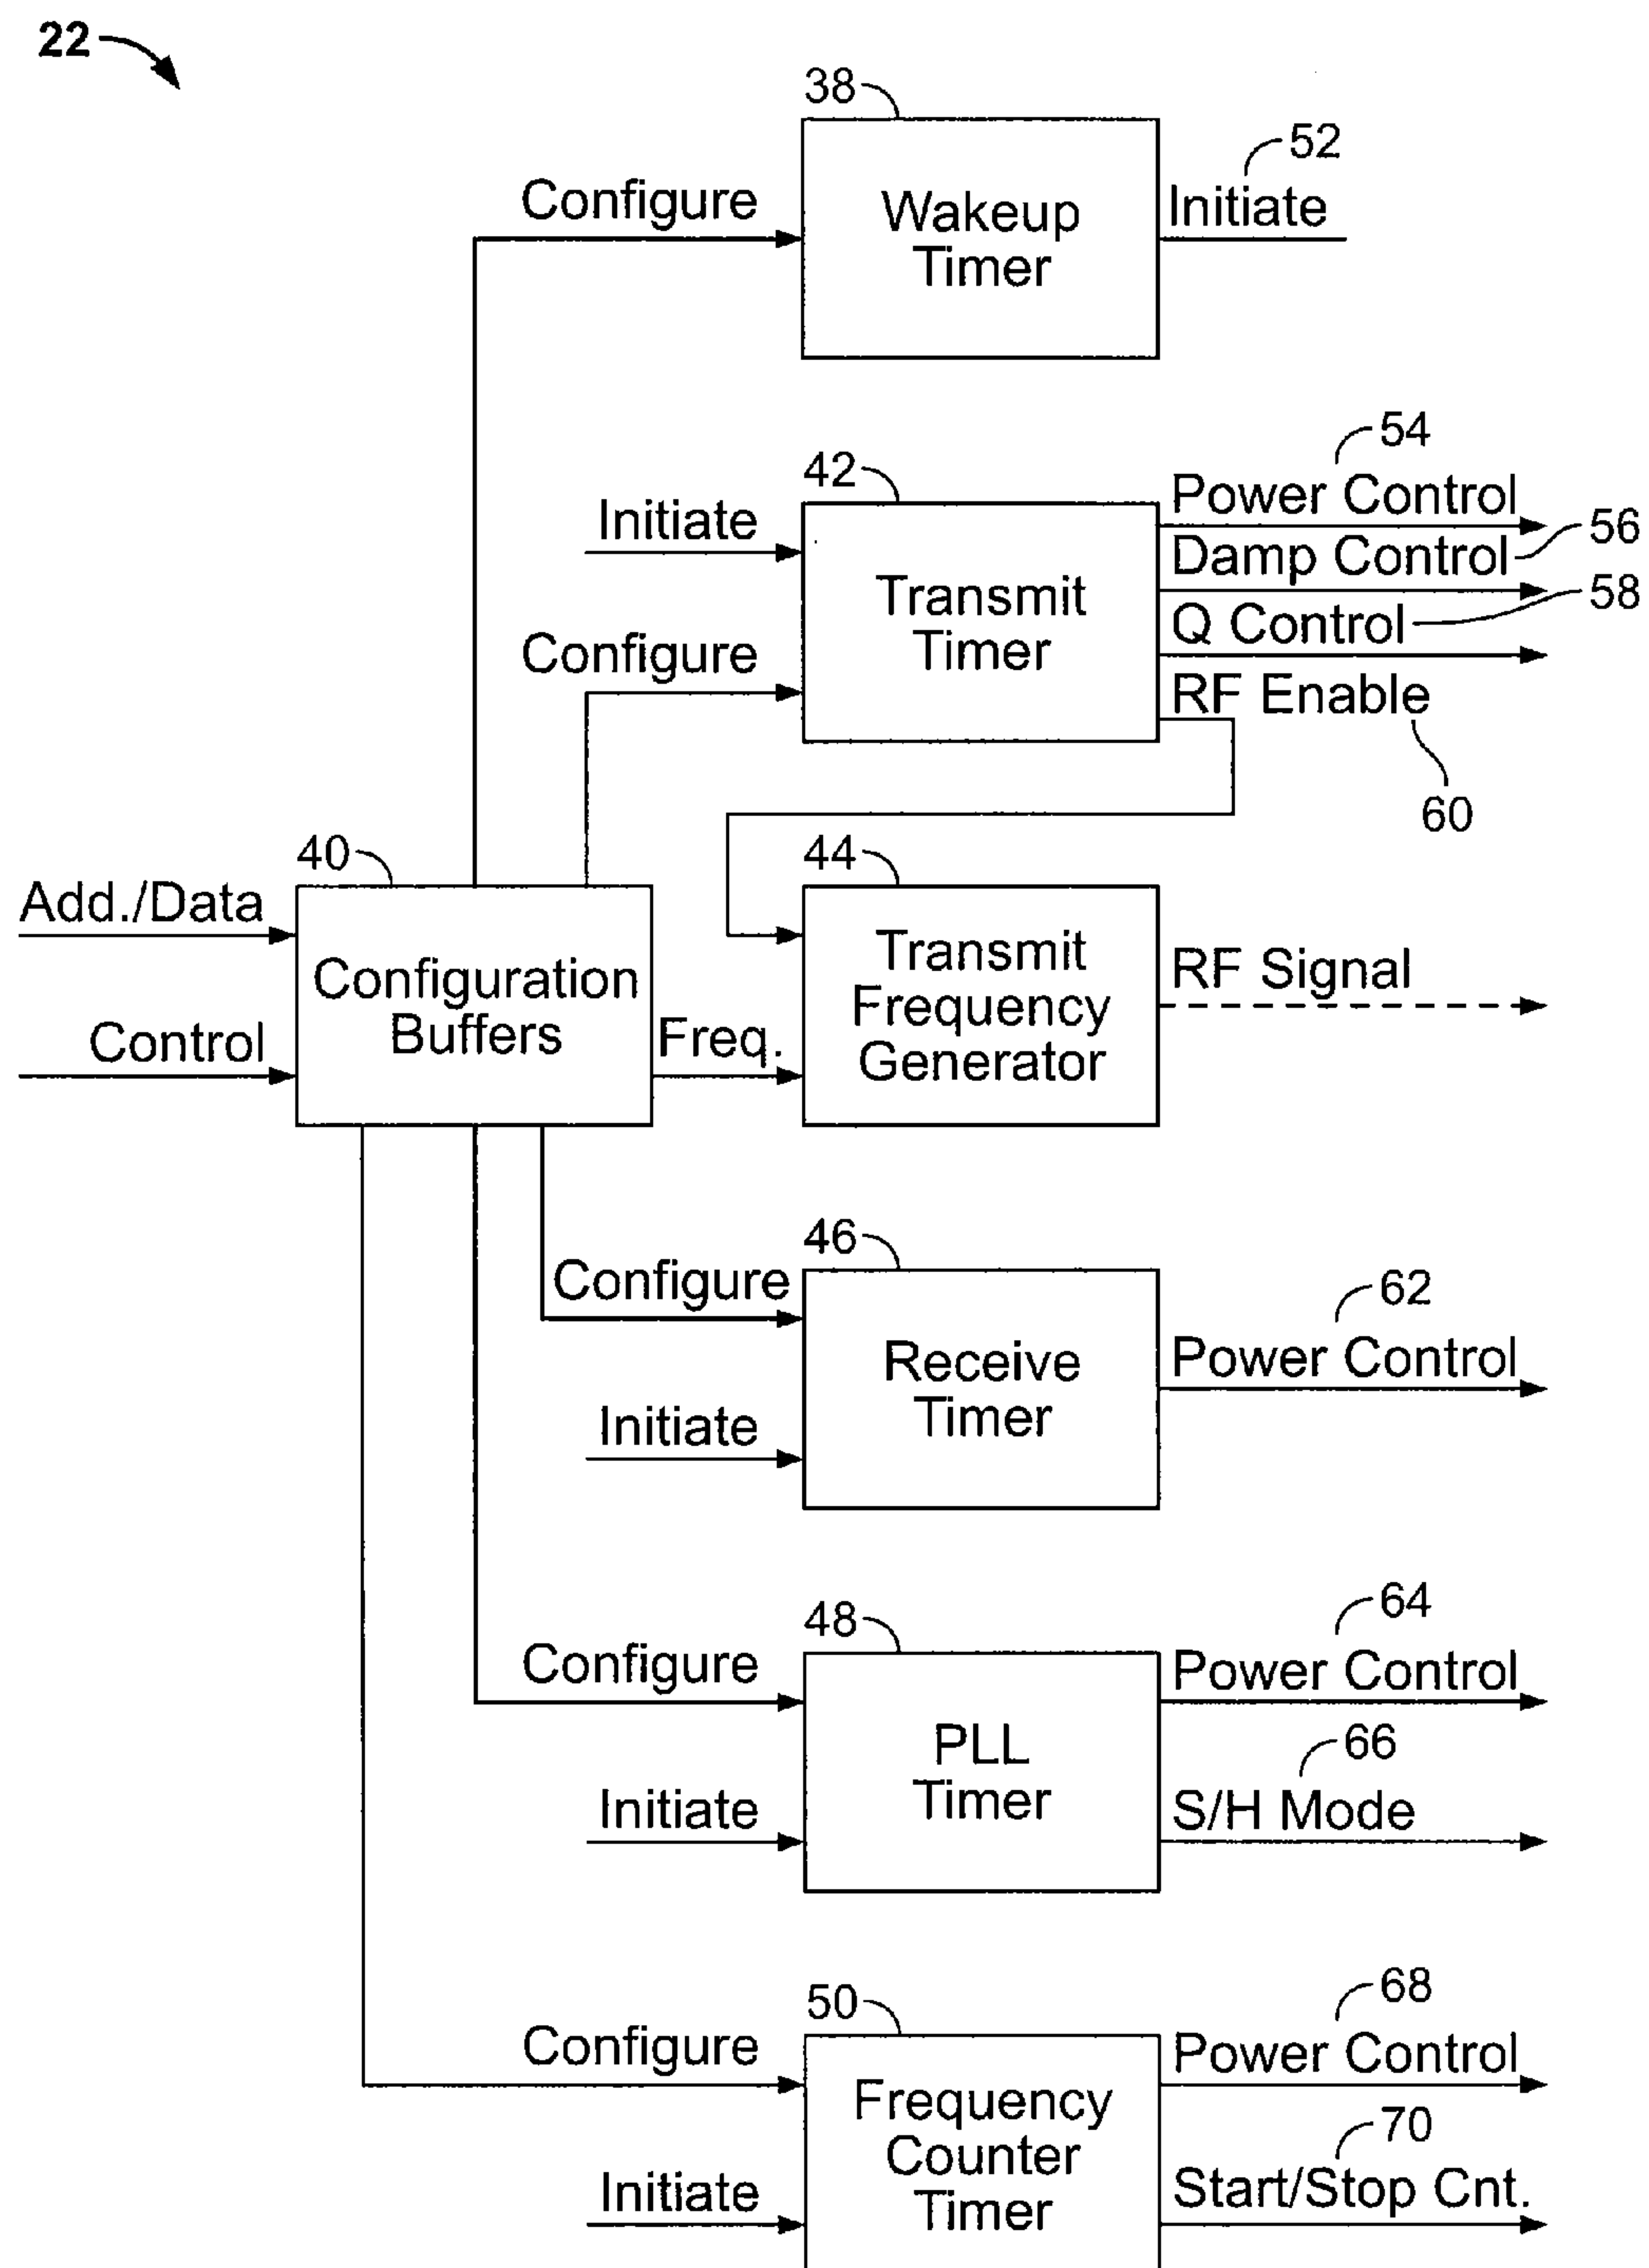 22
38
52
Configure
Wakeup
Timer
Initiate
54
42
Power Control
Initiate
56
Damp Control
Transmit
Timer
58
Q Control
Configure
RF Enable
60
40
44
Add./Data
Configuration
Buffers
Transmit
Frequency
Generator
RF Signal
Control
Freq.
46
62
Configure
Receive
Timer
Power Control
Initiate
64
48
Configure
Power Control
PLL
Timer
66
Initiate
S/H Mode
68
50
Configure
Power Control
Frequency
Counter
Timer
70
Initiate
Start/Stop Cnt.